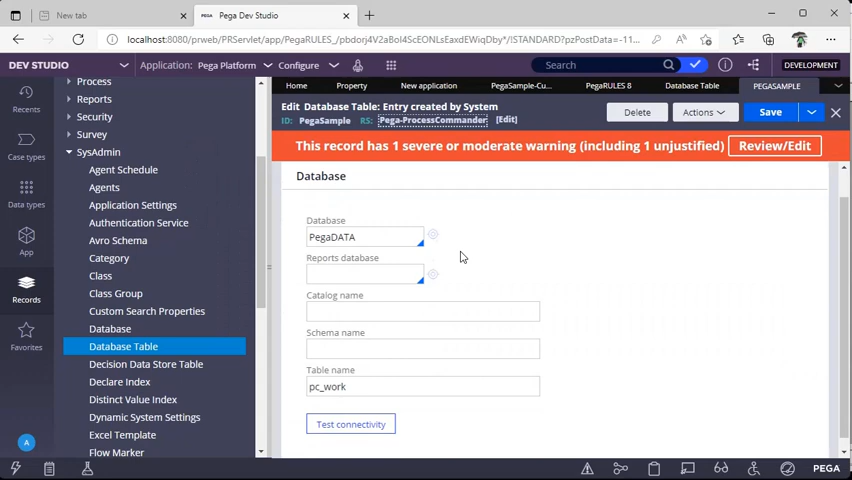 New tab
Pega Dev Studio
localhost:8080/prweb/PRServlet/app/PegaRULES_/pbdorj4V2aBoI4ScEONLsEaxdEWiqDby*/!STANDARD?pzPostData=-11...
DEV STUDIO
Application: Pega Platform
Configure
Search
DEVELOPMENT
Home
Property
New application
PegaSample-Cu...
PegaRULES 8
Database Table
PEGASAMPLE
Recents
Case types
Data types
App
Records
Favorites
A
Process
Reports
Security
Survey
SysAdmin
Agent Schedule
Agents
Application Settings
Authentication Service
Avro Schema
Category
Class
Class Group
Custom Search Properties
Database
Database Table
Decision Data Store Table
Declare Index
Distinct Value Index
Dynamic System Settings
Excel Template
Flow Marker
Edit Database Table: Entry created by System
ID: PegaSample RS: Pega-ProcessCommander [Edit]
Delete
Actions
Save
This record has 1 severe or moderate warning (including 1 unjustified)
Review/Edit
Database
Database
PegaDATA
Reports database
Catalog name
Schema name
Table name
pc_work
Test connectivity
PEGA